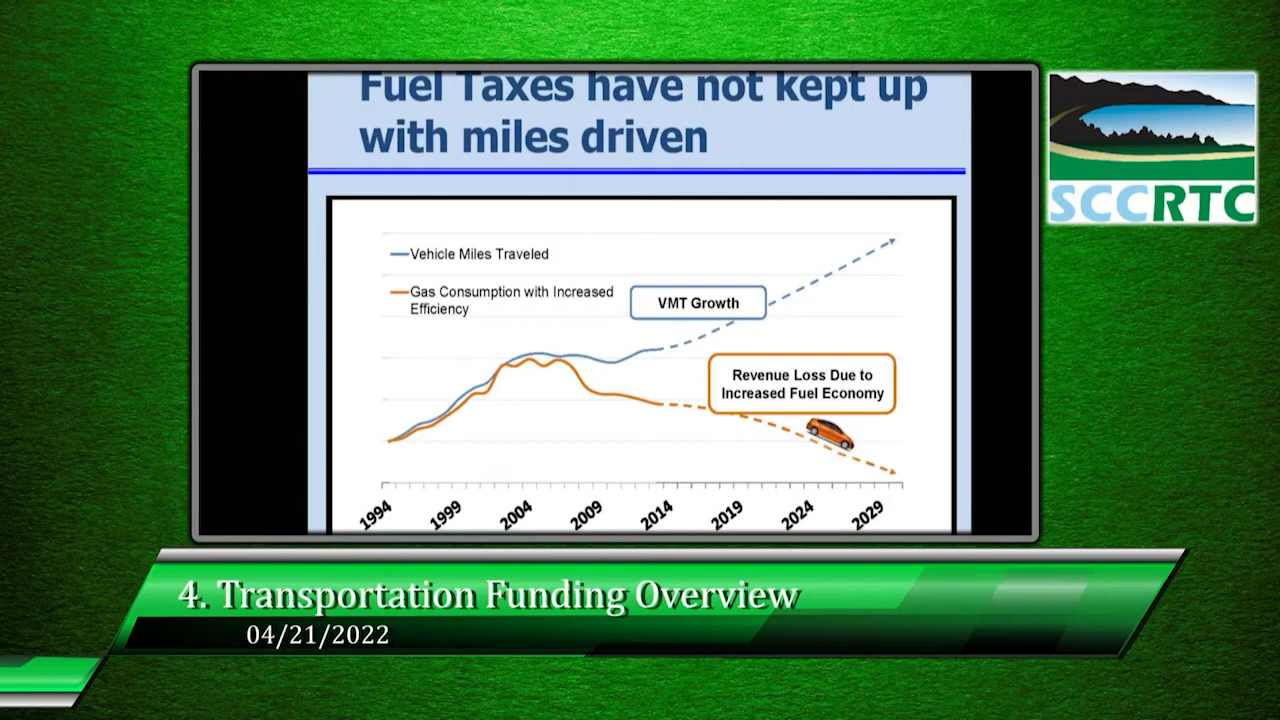 Fuel Taxes have not kept up
with miles driven
SCCRTC
Vehicle Miles Traveled
Gas Consumption with Increased
Efficiency
VMT Growth
Revenue Loss Due to
Increased Fuel Economy
1994 1999 2004 2009 2014 2019 2024 2029
4. Transportation Funding Overview
04/21/2022